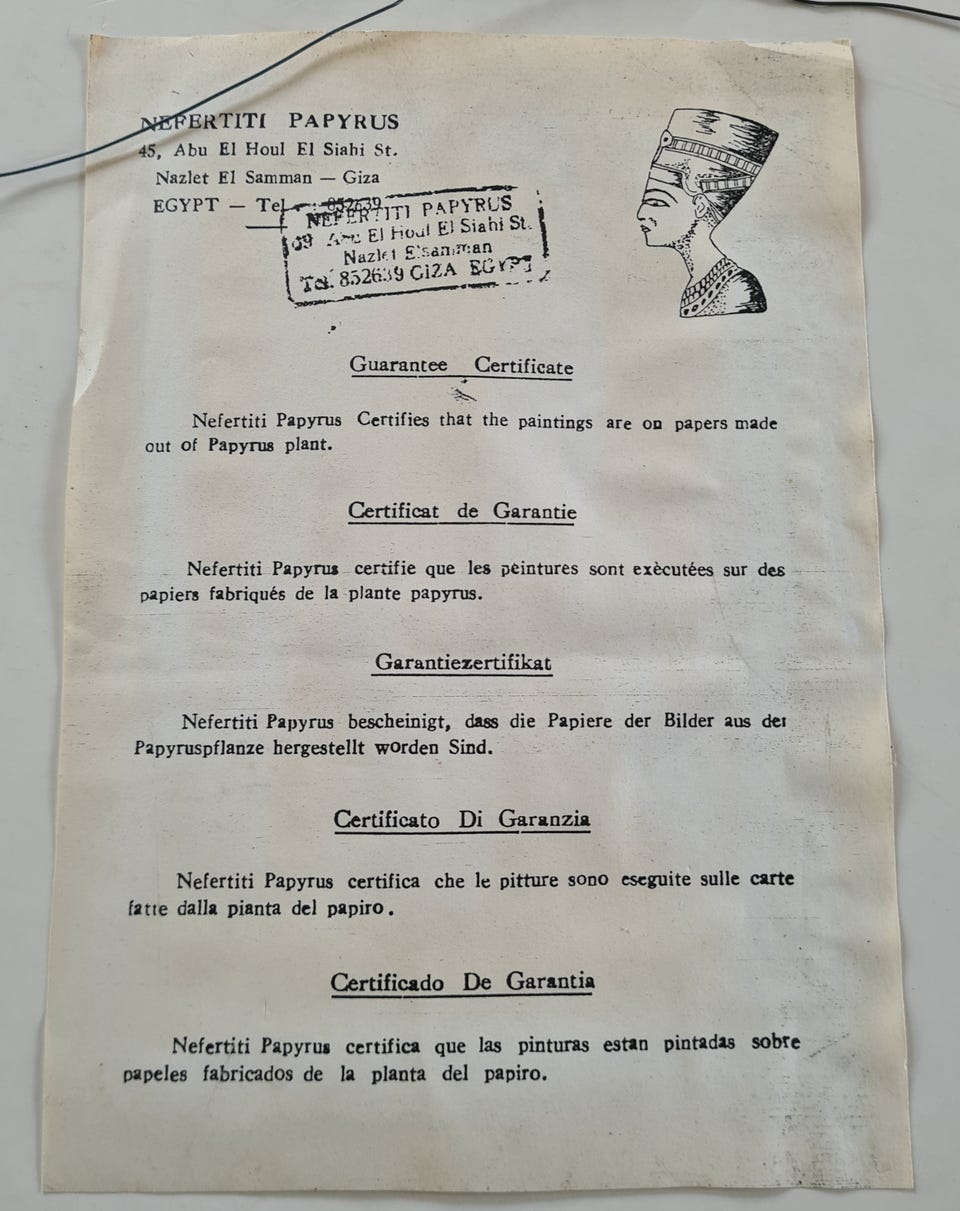 NEFERTITI PAPYRUS
45, Abu El Houl El Siahi St.
Nazlet El Samman — Giza
EGYPT — Tel : 852639
NEFERTITI PAPYRUS
Abu El Houl El Siahi St.
Nazlet Elsamman
Tel. 852639 GIZA EGYPT
Guarantee Certificate
Nefertiti Papyrus Certifies that the paintings are on papers made
out of Papyrus plant.
Certificat de Garantie
Nefertiti Papyrus certifie que les peintures sont exècutées sur des
papiers fabriqués de la plante papyrus.
Garantiezertifikat
Nefertiti Papyrus bescheinigt, dass die Papiere der Bilder aus der
Papyruspflanze hergestellt worden Sind.
Certificato Di Garanzia
Nefertiti Papyrus certifica che le pitture sono eseguite sulle carte
fatte dalla pianta del papiro.
Certificado De Garantia
Nefertiti Papyrus certifica que las pinturas estan pintadas sobre
papeles fabricados de la planta del papiro.